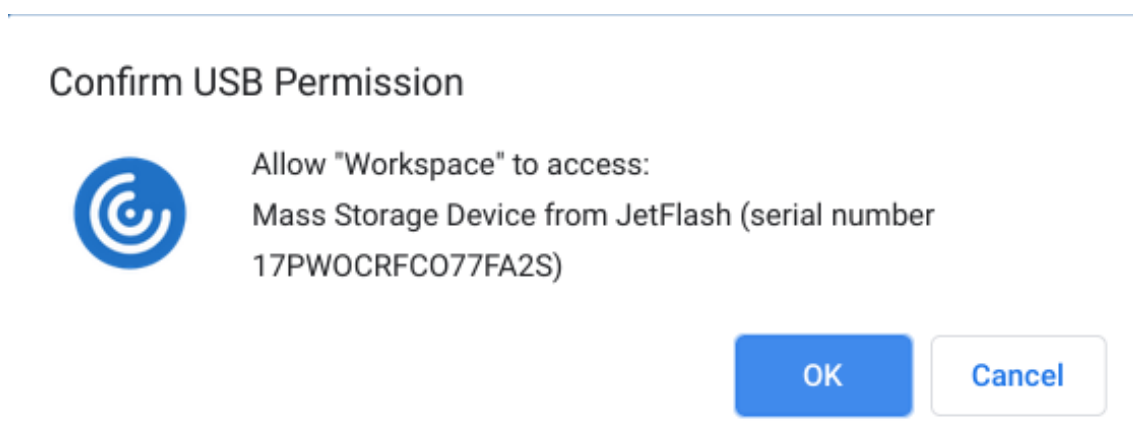 Confirm USB Permission
Allow "Workspace" to access:
Mass Storage Device from JetFlash (serial number
17PWOCRFCO77FA2S)
OK
Cancel